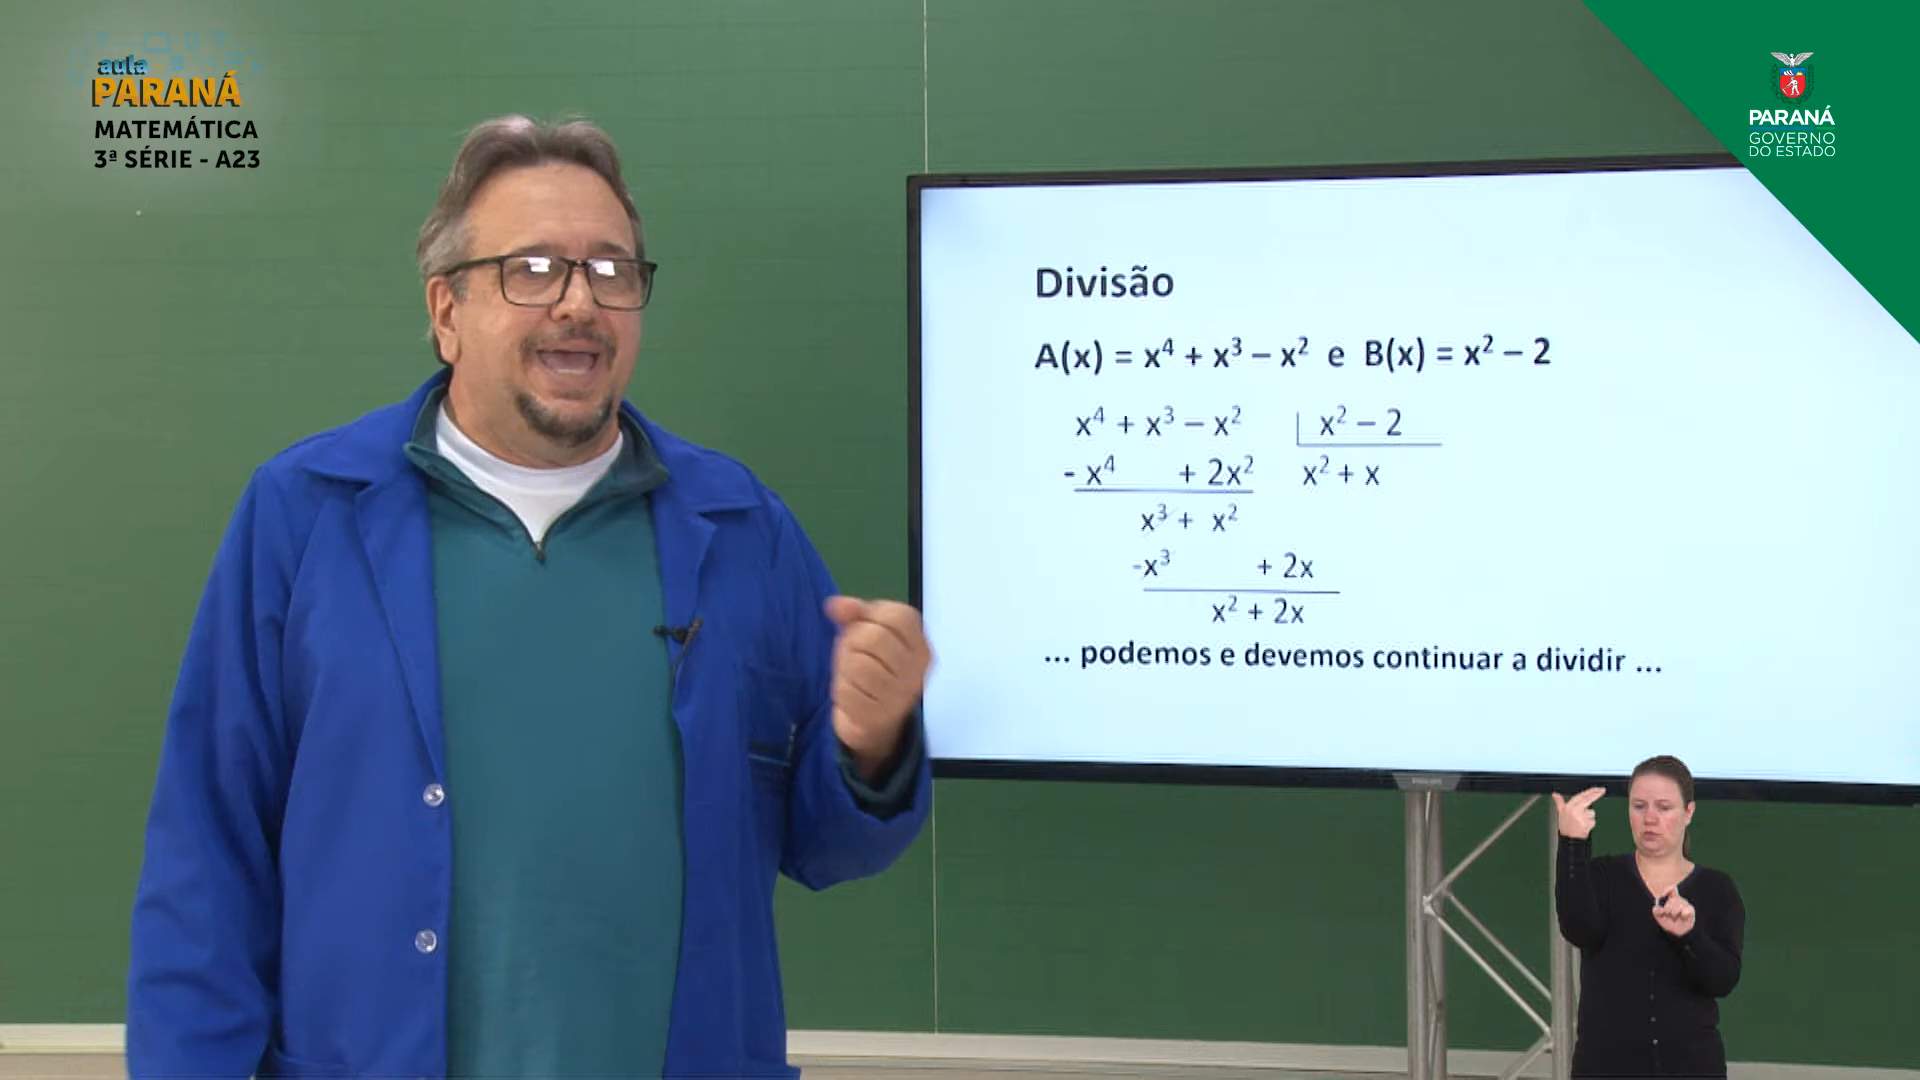 aula
PARANÁ
MATEMÁTICA
3ª SÉRIE - A23
PARANÁ
GOVERNO
DO ESTADO
Divisão
A(x) = x⁴ + x³ – x² e B(x) = x² – 2
x⁴ + x³ – x² x² – 2
- x⁴ + 2x² x² + x
x³ + x²
-x³ + 2x
x² + 2x
... podemos e devemos continuar a dividir ...